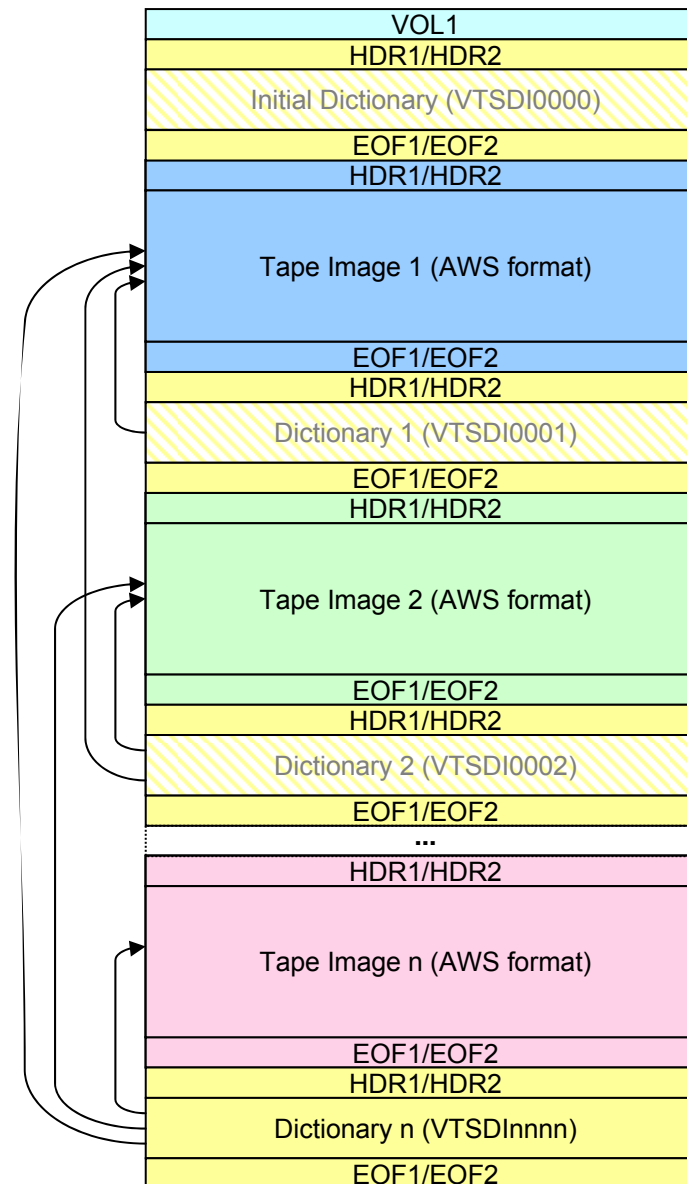 VOL1
HDR1/HDR2
Initial Dictionary (VTSDI0000)
EOF1/EOF2
HDR1/HDR2
Tape Image 1 (AWS format)
EOF1/EOF2
HDR1/HDR2
Dictionary 1 (VTSDI0001)
EOF1/EOF2
HDR1/HDR2
Tape Image 2 (AWS format)
EOF1/EOF2
HDR1/HDR2
Dictionary 2 (VTSDI0002)
EOF1/EOF2
...
HDR1/HDR2
Tape Image n (AWS format)
EOF1/EOF2
HDR1/HDR2
Dictionary n (VTSDInnnn)
EOF1/EOF2